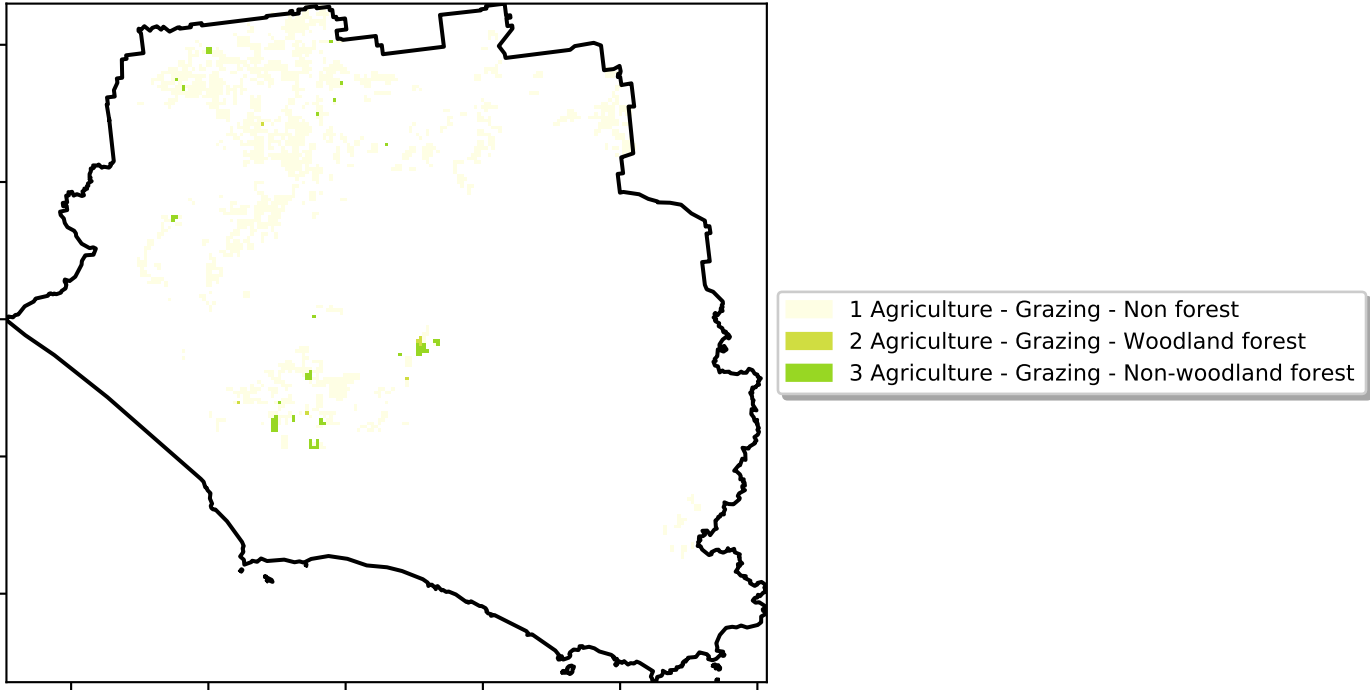 1 Agriculture - Grazing - Non forest
2 Agriculture - Grazing - Woodland forest
3 Agriculture - Grazing - Non-woodland forest